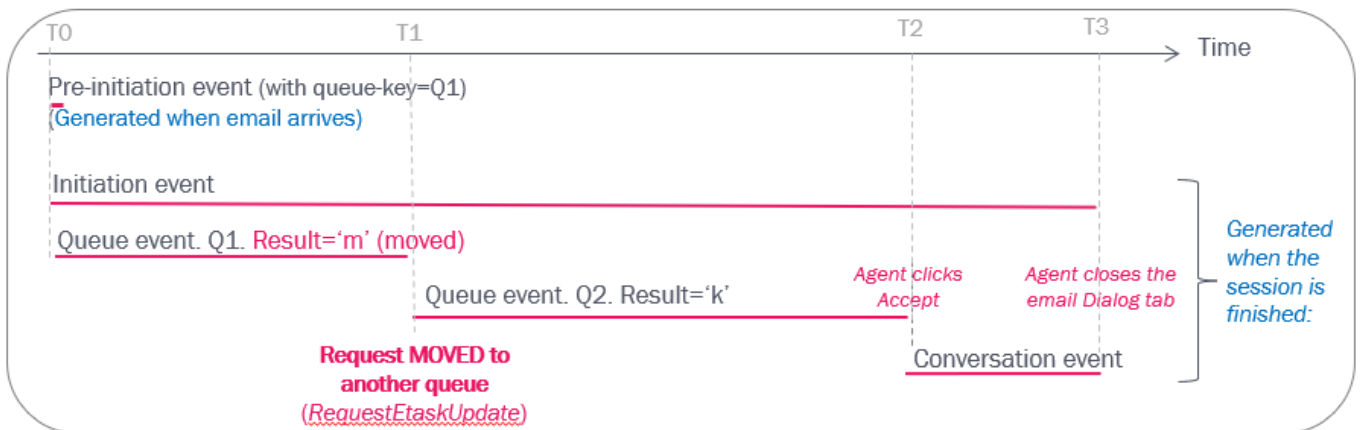 T0
T1
T2
T3
Time
Pre-initiation event (with queue-key=Q1)
(Generated when email arrives)
Initiation event
Queue event. Q1. Result=‘m’ (moved)
Queue event. Q2. Result=‘k’
Agent clicks
Accept
Agent closes the
email Dialog tab
Generated
when the
session is
finished:
Request MOVED to
another queue
(RequestEtaskUpdate)
Conversation event